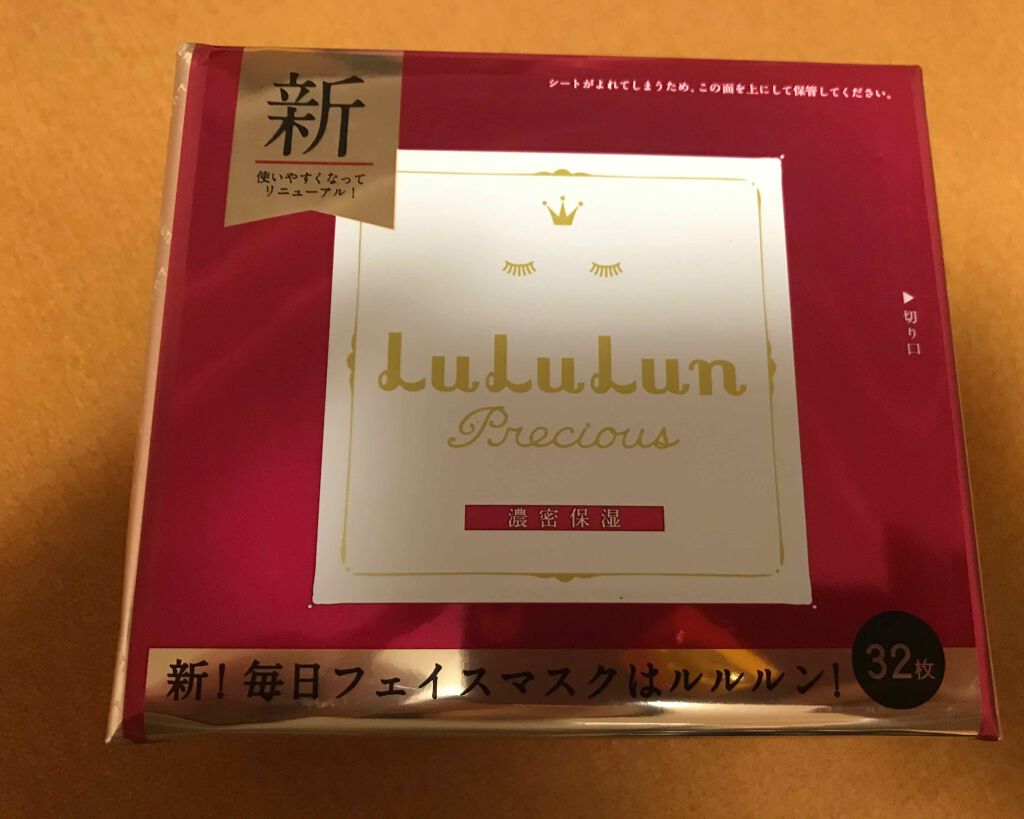 新
使いやすくなって
リニューアル!
シートがよれてしまうため、この面を上にして保管してください。
▶切り口
LuLuLun
Precious
濃密保湿
新!毎日フェイスマスクはルルルン!
32枚